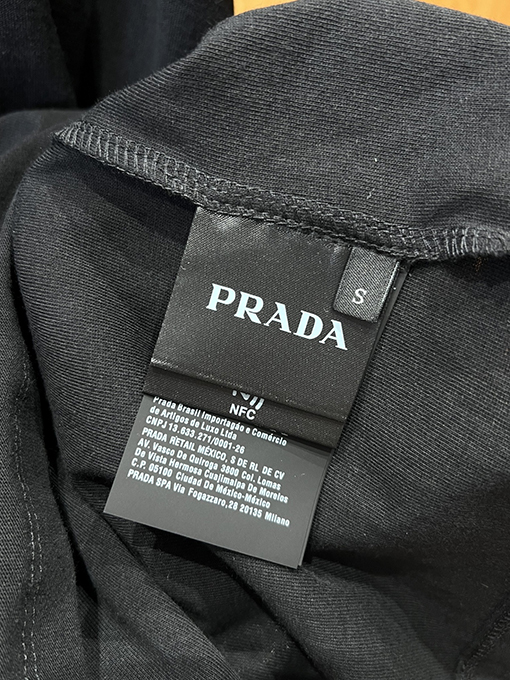 PRADA
S
NFC
Prada Brasil Importação e Comércio
de Artigos de Luxo Ltda
CNPJ 13.633.271/0001-26
PRADA RETAIL MÉXICO, S DE RL DE CV
AV. Vasco De Quiroga 3800 Col. Lomas
De Vista Hermosa Cuajimalpa De Morelos
C.P. 05100 Ciudad De México-México
PRADA SPA Via Fogazzaro,28 20135 Milano